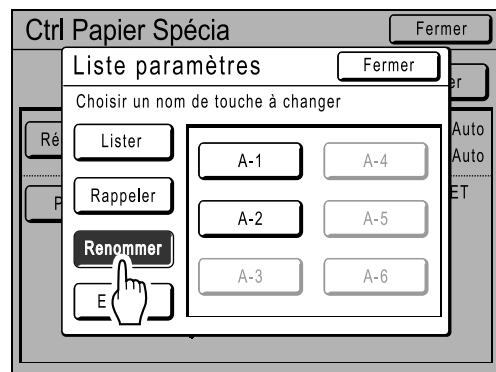 Ctrl Papier Spécia
Fermer
Liste paramètres
Fermer
Choisir un nom de touche à changer
Lister
Rappeler
Renommer
A-1
A-4
A-2
A-5
A-3
A-6
Auto
Auto